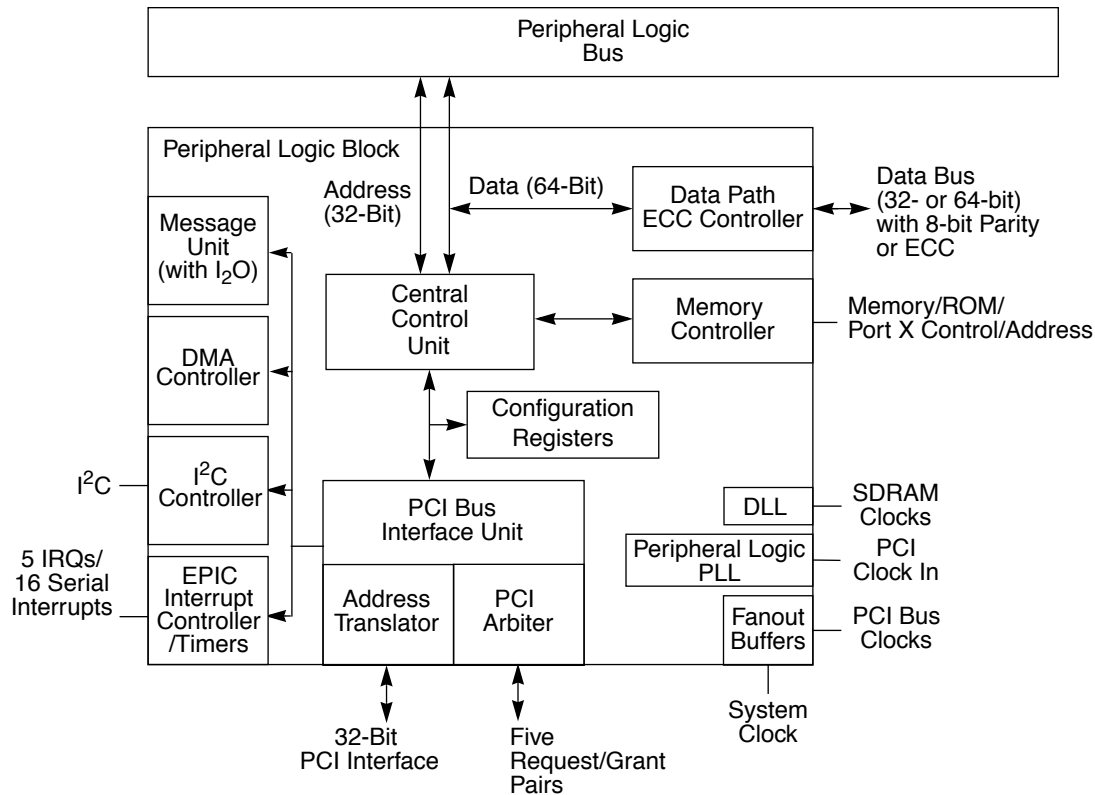 Peripheral Logic
Bus
Peripheral Logic Block
Address
(32-Bit)
Data (64-Bit)
Data Path
ECC Controller
Data Bus
(32- or 64-bit)
with 8-bit Parity
or ECC
Message
Unit
(with I₂O)
Central
Control
Unit
Memory
Controller
Memory/ROM/
Port X Control/Address
DMA
Controller
Configuration
Registers
I²C
I²C
Controller
PCI Bus
Interface Unit
DLL
SDRAM
Clocks
Peripheral Logic
PLL
PCI
Clock In
5 IRQs/
16 Serial
Interrupts
EPIC
Interrupt
Controller
/Timers
Address
Translator
PCI
Arbiter
Fanout
Buffers
PCI Bus
Clocks
System
Clock
32-Bit
PCI Interface
Five
Request/Grant
Pairs